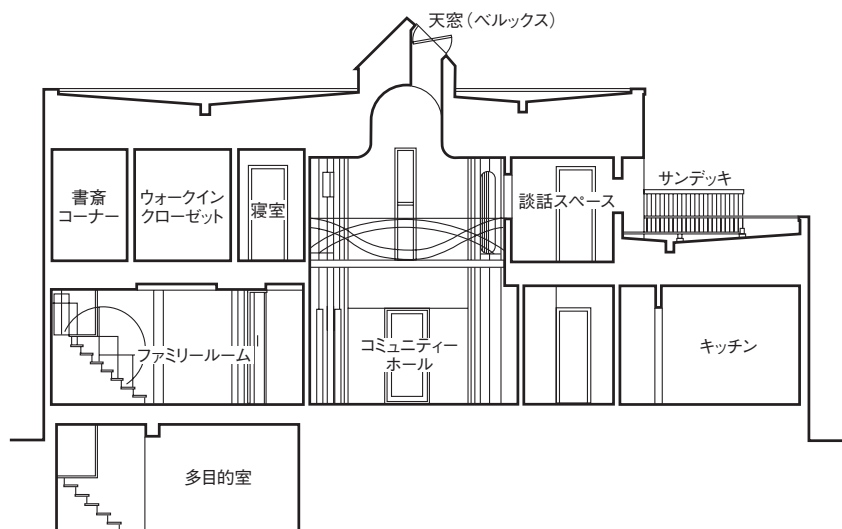 天窓(ベルックス)
書斎
コーナー
ウォークイン
クローゼット
寝室
談話スペース
サンデッキ
ファミリールーム
コミュニティー
ホール
キッチン
多目的室